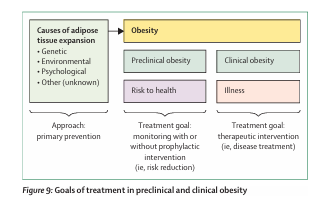 Causes of adipose
tissue expansion
• Genetic
• Environmental
• Psychological
• Other (unknown)
Obesity
Preclinical obesity
Clinical obesity
Risk to health
Illness
Approach:
primary prevention
Treatment goal:
monitoring with or
without prophylactic
intervention
(ie, risk reduction)
Treatment goal:
therapeutic intervention
(ie, disease treatment)
Figure 9: Goals of treatment in preclinical and clinical obesity